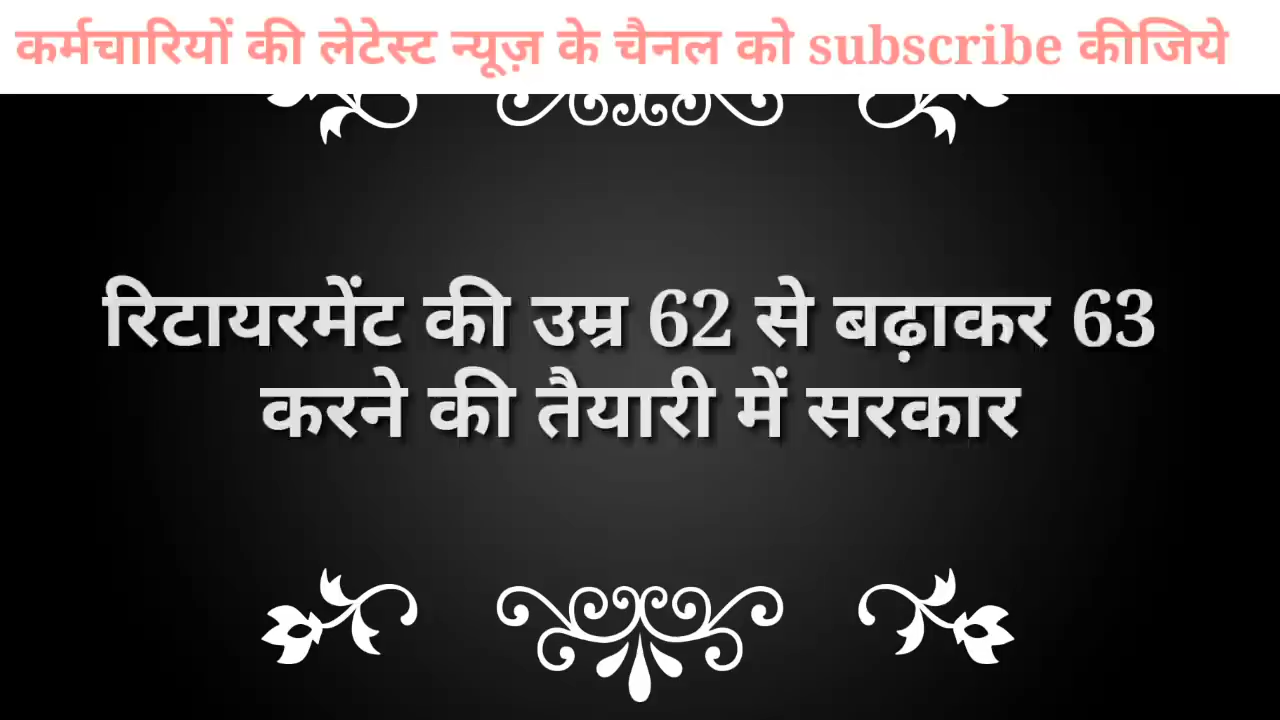 कर्मचारियों की लेटेस्ट न्यूज़ के चैनल को subscribe कीजिये
रिटायरमेंट की उम्र 62 से बढ़ाकर 63
करने की तैयारी में सरकार